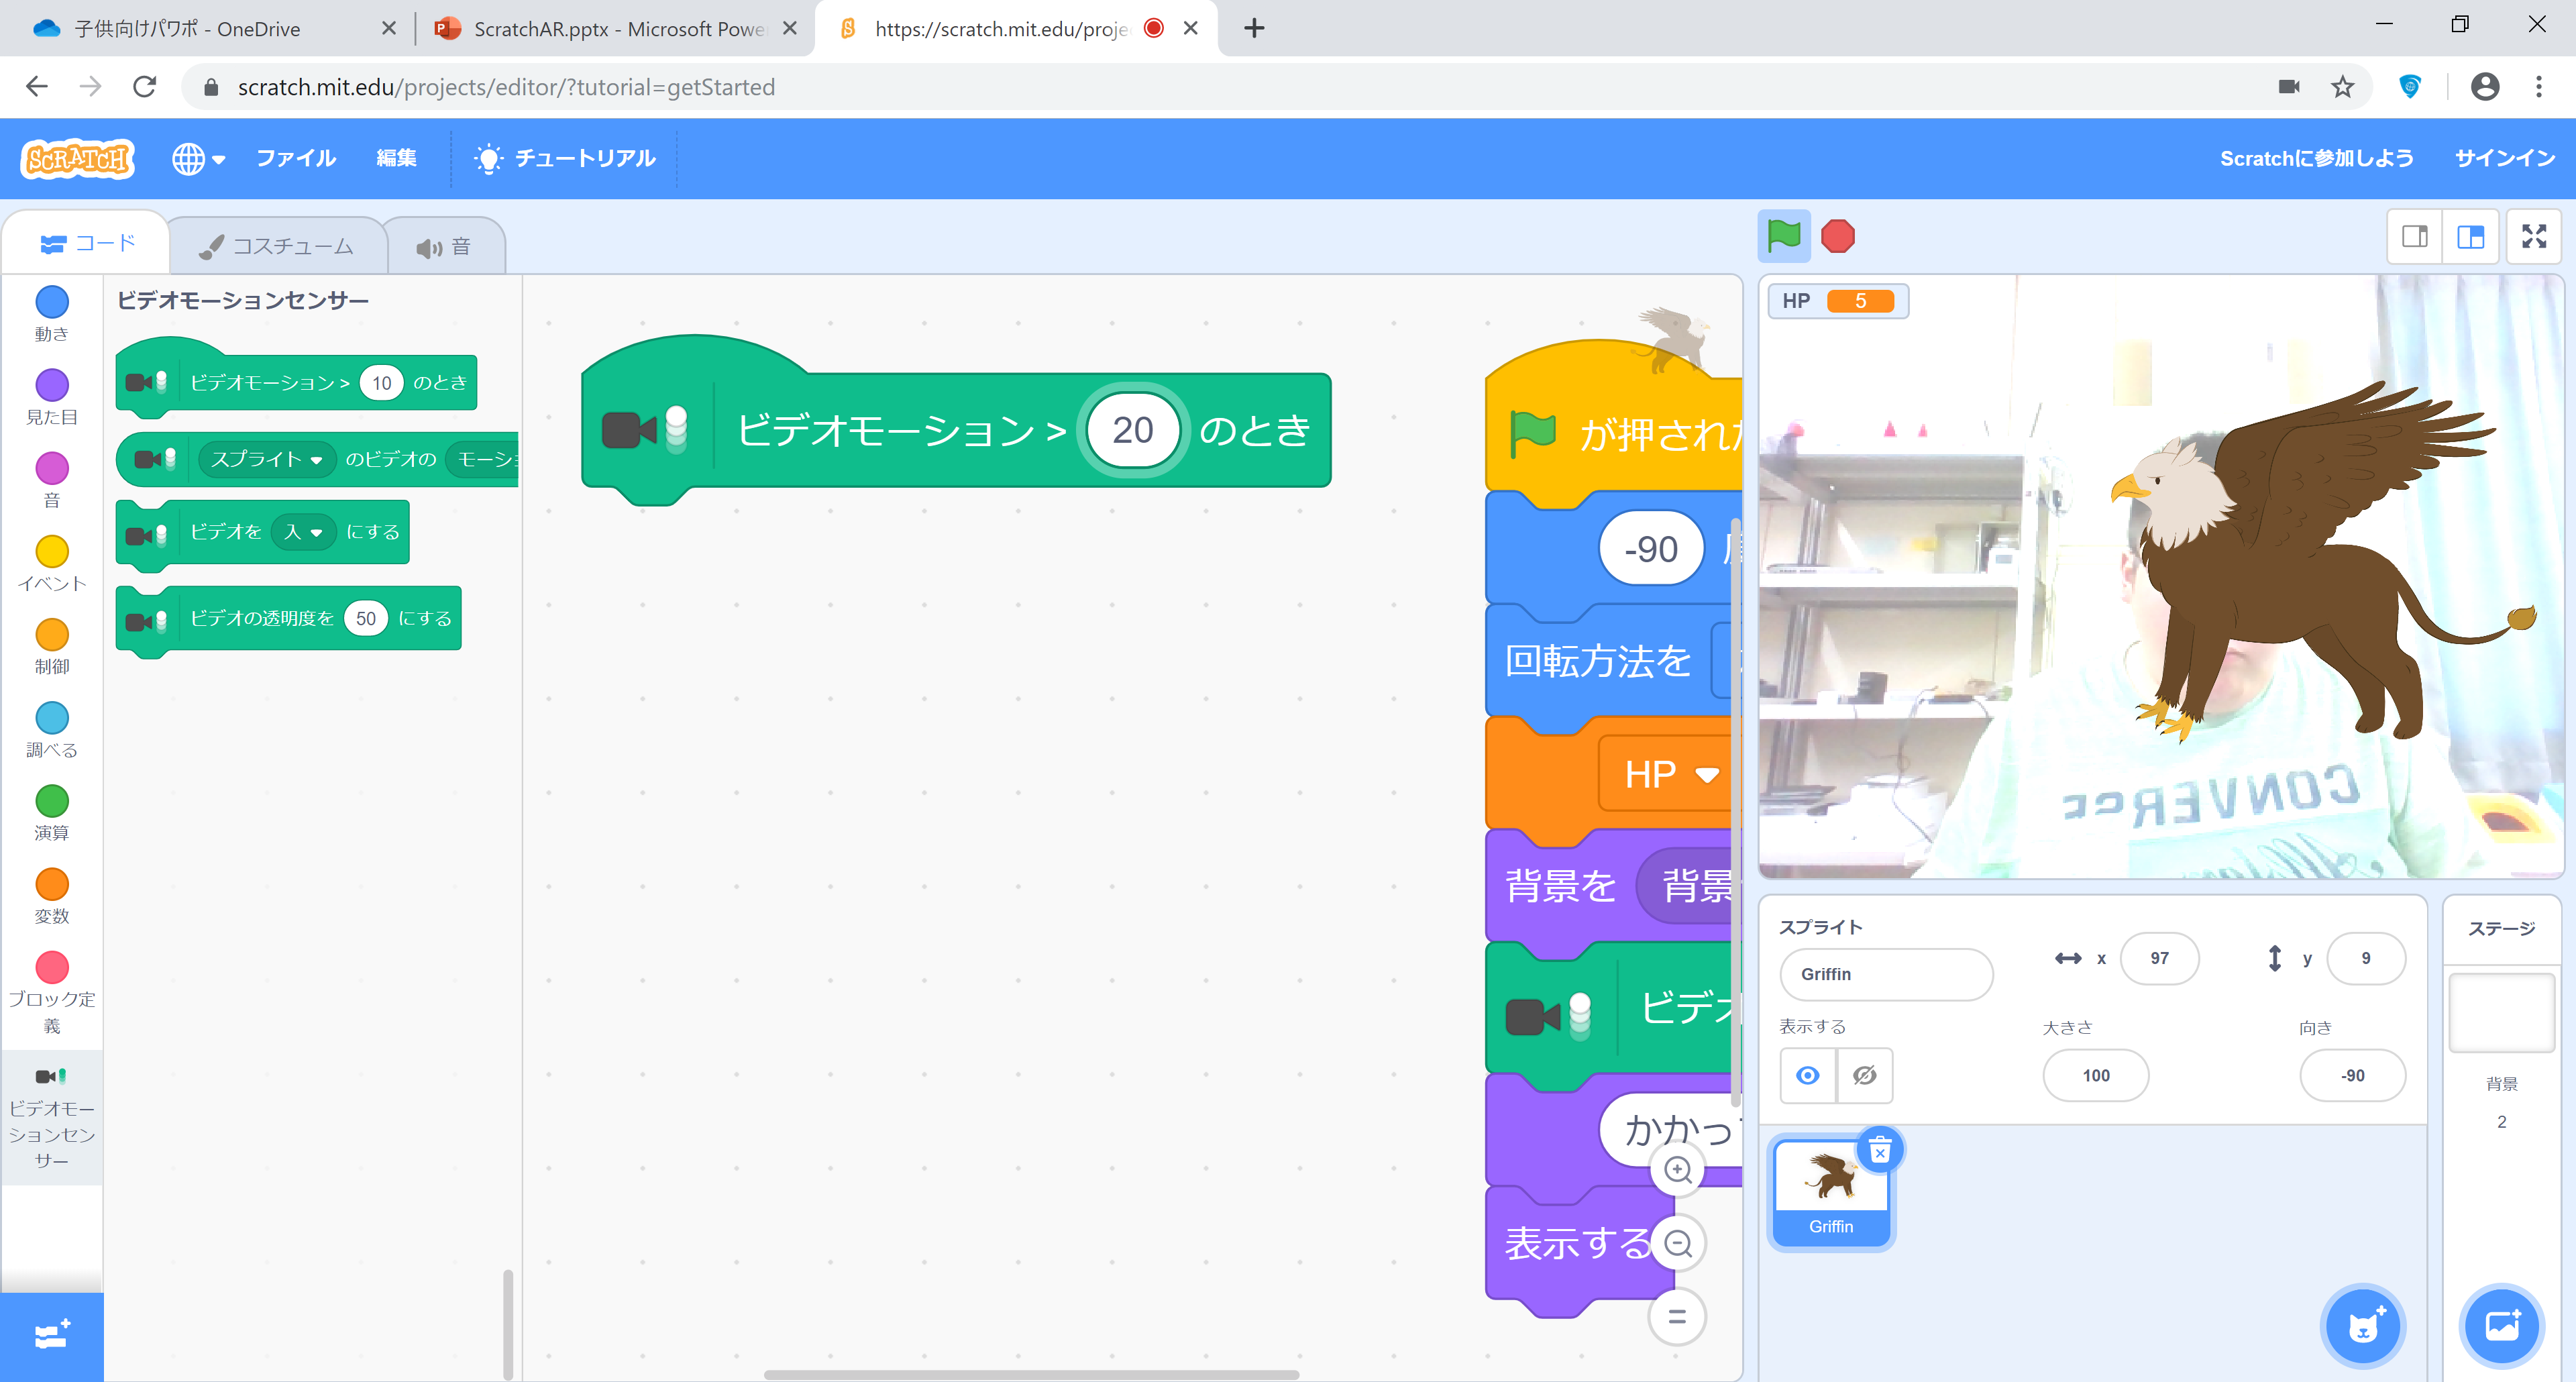 子供向けパワポ - OneDrive
ScratchAR.pptx - Microsoft Powe
https://scratch.mit.edu/proje
scratch.mit.edu/projects/editor/?tutorial=getStarted
SCRATCH
ファイル
編集
チュートリアル
Scratchに参加しよう
サインイン
コード
コスチューム
音
動き
見た目
音
イベント
制御
調べる
演算
変数
ブロック定
義
ビデオモー
ションセン
サー
ビデオモーションセンサー
ビデオモーション > 10 のとき
スプライト のビデオの モーシ
ビデオを 入 にする
ビデオの透明度を 50 にする
ビデオモーション > 20 のとき
が押された
-90
回転方法を
HP
背景を 背景
ビデオ
かかっ
表示する
HP 5
CONVERSE
スプライト
Griffin
x 97
y 9
表示する
大きさ 100
向き -90
Griffin
ステージ
背景
2